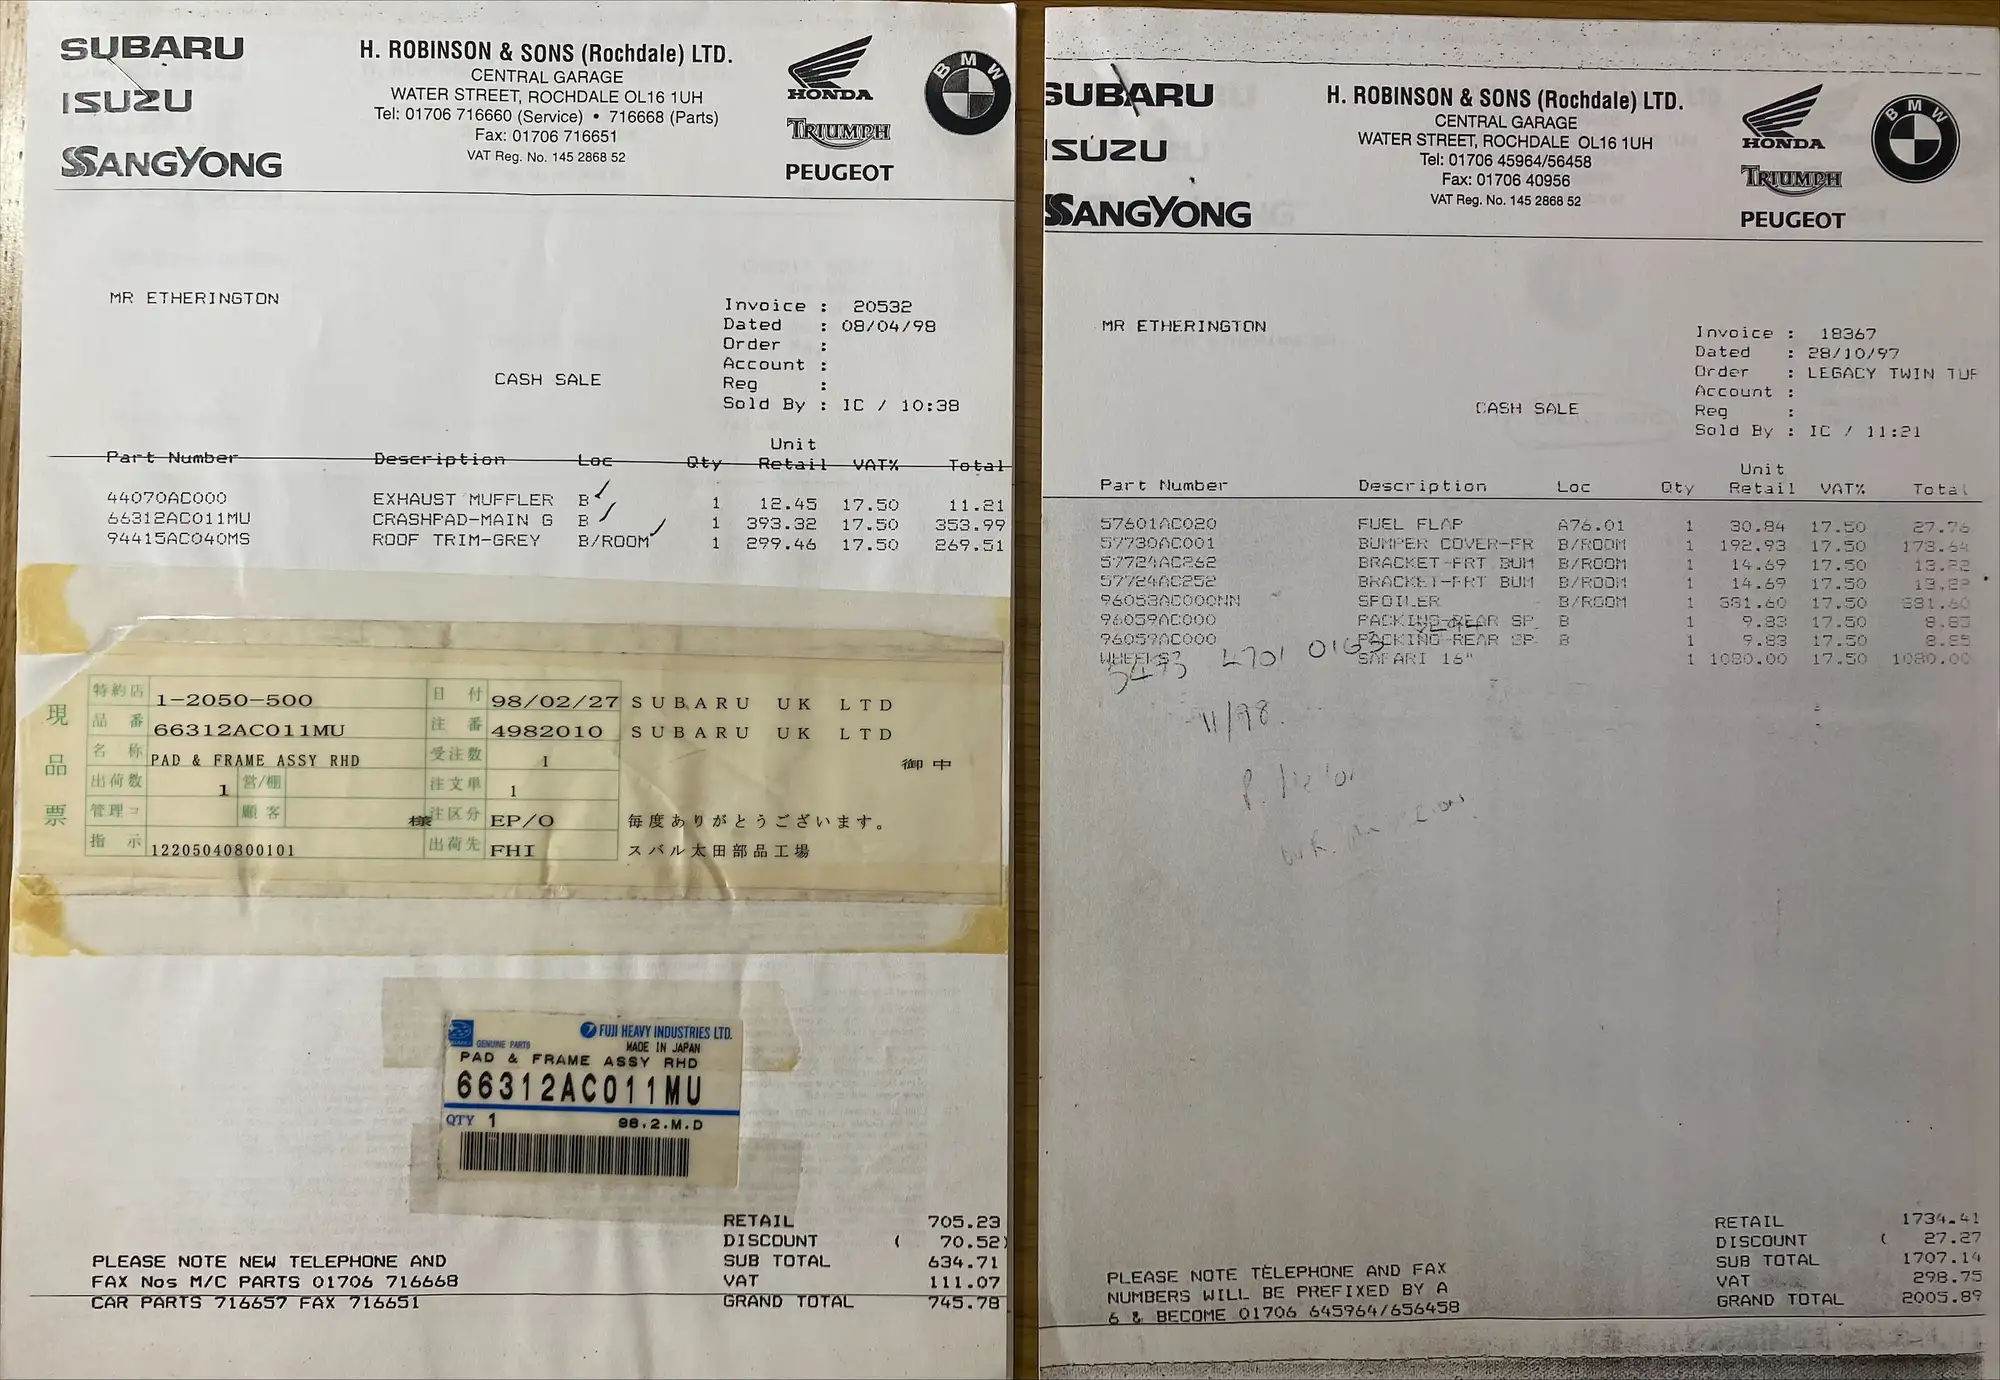 SUBARU
ISUZU
SSANGYONG
H. ROBINSON & SONS (Rochdale) LTD.
CENTRAL GARAGE
WATER STREET, ROCHDALE OL16 1UH
Tel: 01706 716660 (Service) • 716668 (Parts)
Fax: 01706 716651
VAT Reg. No. 145 2868 52
HONDA
TRIUMPH
PEUGEOT
BMW
MR ETHERINGTON
Invoice : 20532
Dated : 08/04/98
Order :
Account :
Reg :
Sold By : IC / 10:38
CASH SALE
Part Number Description Loc Qty Unit Retail VAT% Total
44070AC000 EXHAUST MUFFLER B 1 12.45 17.50 11.21
66312AC011MU CRASHPAD-MAIN G B 1 393.32 17.50 353.99
94415AC040MS ROOF TRIM-GREY B/ROOM 1 299.46 17.50 269.51
現品票
特約店 1-2050-500 日付 98/02/27 SUBARU UK LTD
品番 66312AC011MU 注番 4982010 SUBARU UK LTD
名称 PAD & FRAME ASSY RHD 受注数 1 御中
出荷数 1 営/棚 注文単 1
管理コ 顧客 様 注区分 EP/O 毎度ありがとうございます。
指示 12205040800101 出荷先 FHI スバル太田部品工場
SUBARU GENUINE PARTS
FUJI HEAVY INDUSTRIES LTD.
MADE IN JAPAN
PAD & FRAME ASSY RHD
66312AC011MU
QTY 1 98.2.M.D
RETAIL 705.23
DISCOUNT ( 70.52)
SUB TOTAL 634.71
VAT 111.07
GRAND TOTAL 745.78
PLEASE NOTE NEW TELEPHONE AND
FAX Nos M/C PARTS 01706 716668
CAR PARTS 716657 FAX 716651
SUBARU
ISUZU
SSANGYONG
H. ROBINSON & SONS (Rochdale) LTD.
CENTRAL GARAGE
WATER STREET, ROCHDALE OL16 1UH
Tel: 01706 45964/56458
Fax: 01706 40956
VAT Reg. No. 145 2868 52
HONDA
TRIUMPH
PEUGEOT
BMW
MR ETHERINGTON
Invoice : 18367
Dated : 28/10/97
Order : LEGACY TWIN TUR
Account :
Reg :
Sold By : IC / 11:21
CASH SALE
Part Number Description Loc Qty Unit Retail VAT% Total
57601AC020 FUEL FLAP A76.01 1 30.84 17.50 27.76
57730AC001 BUMPER COVER-FR B/ROOM 1 192.93 17.50 173.64
57724AC262 BRACKET-FRT BUM B/ROOM 1 14.69 17.50 13.22
57724AC252 BRACKET-FRT BUM B/ROOM 1 14.69 17.50 13.22
96053AC000NN SPOILER B/ROOM 1 381.60 17.50 381.60
96059AC000 PACKING-REAR SP B 1 9.83 17.50 8.85
96059AC000 PACKING-REAR SP B 1 9.83 17.50 8.85
WHEELS SAFARI 16" 1 1080.00 17.50 1080.00
5473 4701 0163
11/98.
RETAIL 1734.41
DISCOUNT ( 27.27
SUB TOTAL 1707.14
VAT 298.75
GRAND TOTAL 2005.89
PLEASE NOTE TELEPHONE AND FAX
NUMBERS WILL BE PREFIXED BY A
6 & BECOME 01706 645964/656458